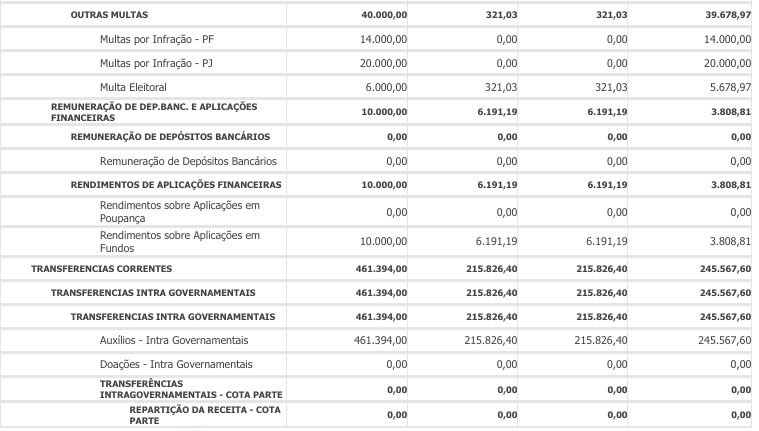 OUTRAS MULTAS 40.000,00 321,03 321,03 39.678,97
Multas por Infração - PF 14.000,00 0,00 0,00 14.000,00
Multas por Infração - PJ 20.000,00 0,00 0,00 20.000,00
Multa Eleitoral 6.000,00 321,03 321,03 5.678,97
REMUNERAÇÃO DE DEP.BANC. E APLICAÇÕES
FINANCEIRAS 10.000,00 6.191,19 6.191,19 3.808,81
REMUNERAÇÃO DE DEPÓSITOS BANCÁRIOS 0,00 0,00 0,00 0,00
Remuneração de Depósitos Bancários 0,00 0,00 0,00 0,00
RENDIMENTOS DE APLICAÇÕES FINANCEIRAS 10.000,00 6.191,19 6.191,19 3.808,81
Rendimentos sobre Aplicações em
Poupança 0,00 0,00 0,00 0,00
Rendimentos sobre Aplicações em
Fundos 10.000,00 6.191,19 6.191,19 3.808,81
TRANSFERENCIAS CORRENTES 461.394,00 215.826,40 215.826,40 245.567,60
TRANSFERENCIAS INTRA GOVERNAMENTAIS 461.394,00 215.826,40 215.826,40 245.567,60
TRANSFERENCIAS INTRA GOVERNAMENTAIS 461.394,00 215.826,40 215.826,40 245.567,60
Auxílios - Intra Governamentais 461.394,00 215.826,40 215.826,40 245.567,60
Doações - Intra Governamentais 0,00 0,00 0,00 0,00
TRANSFERÊNCIAS
INTRAGOVERNAMENTAIS - COTA PARTE 0,00 0,00 0,00 0,00
REPARTIÇÃO DA RECEITA - COTA
PARTE 0,00 0,00 0,00 0,00